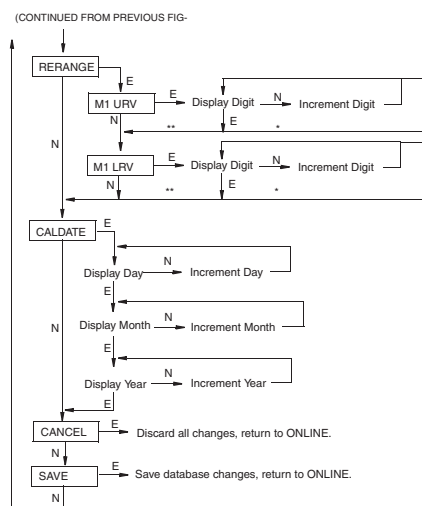 (CONTINUED FROM PREVIOUS FIG-
RERANGE
E
M1 URV
E
Display Digit
N
Increment Digit
N
E
**
*
N
M1 LRV
E
Display Digit
N
Increment Digit
N
E
**
*
CALDATE
E
Display Day
N
Increment Day
E
N
Display Month
N
Increment Month
E
Display Year
N
Increment Year
E
CANCEL
E
Discard all changes, return to ONLINE.
N
SAVE
E
Save database changes, return to ONLINE.
N